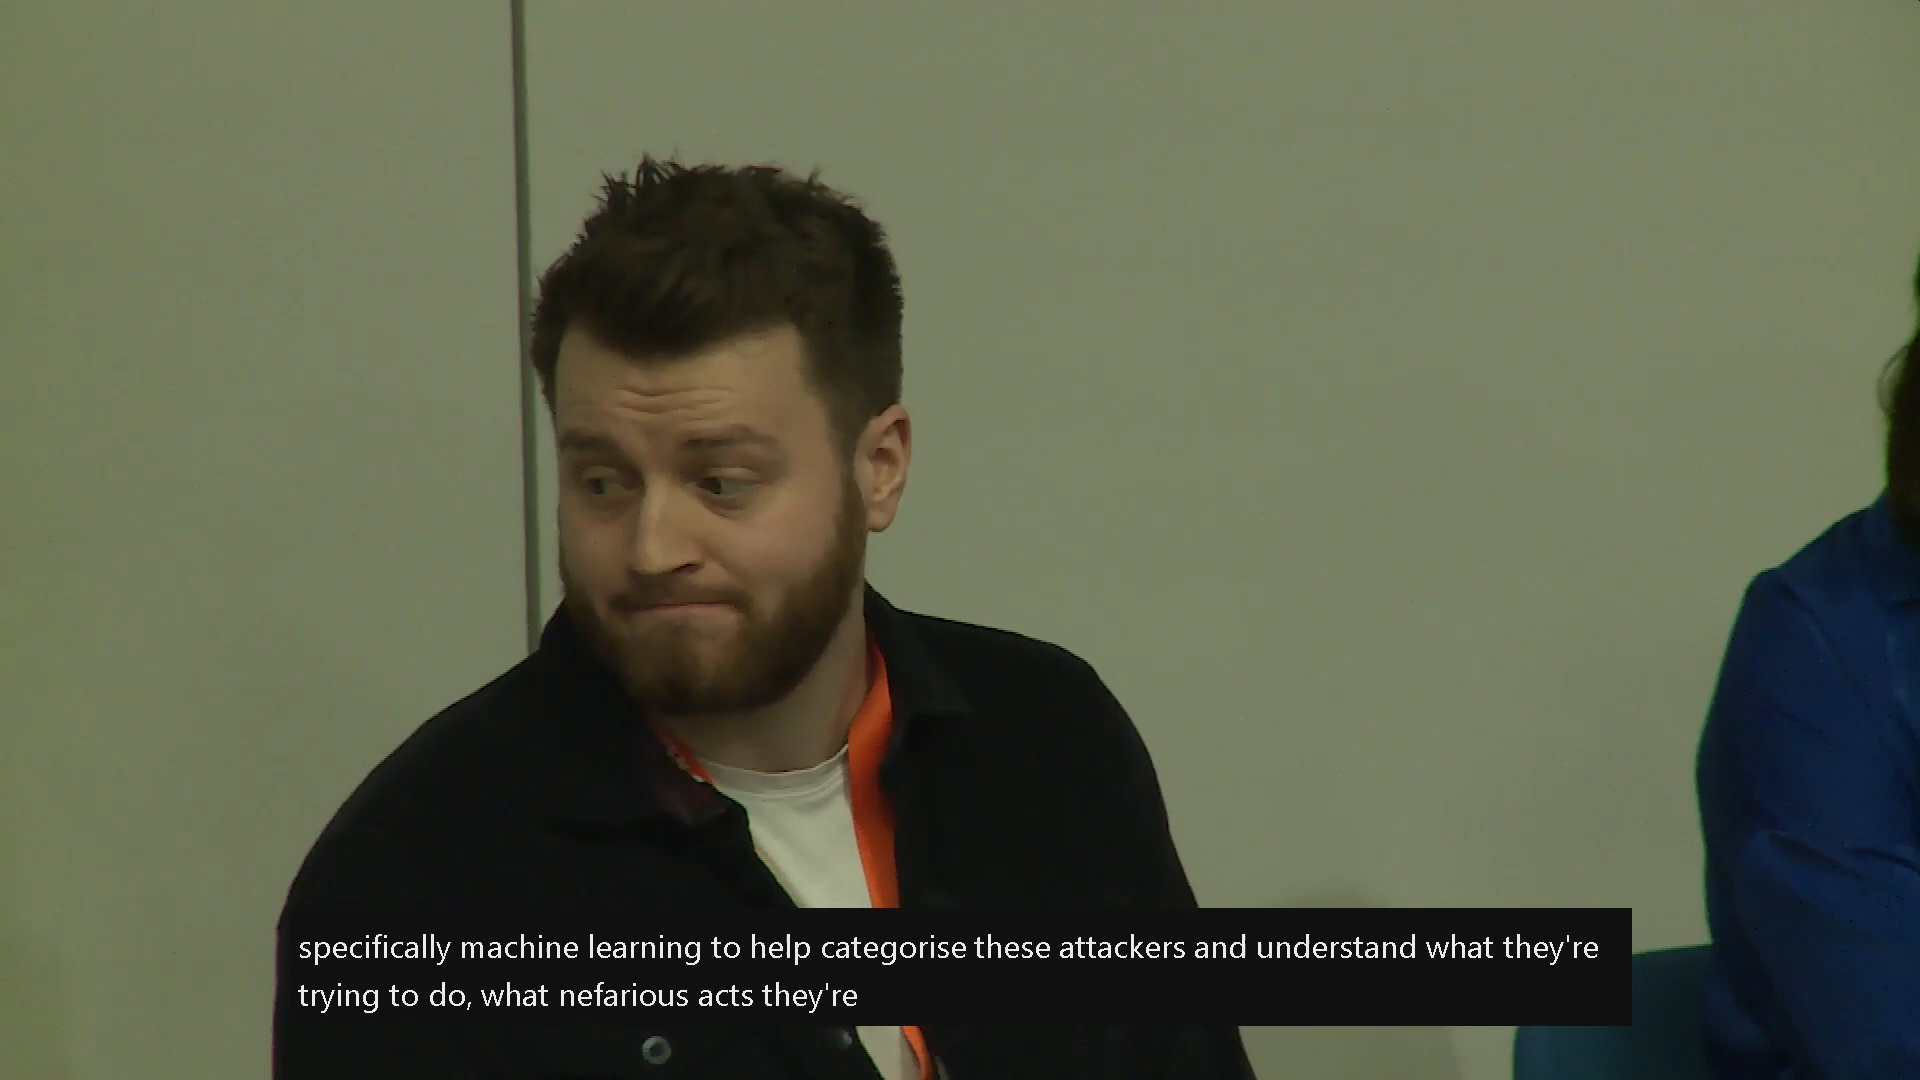 specifically machine learning to help categorise these attackers and understand what they're
trying to do, what nefarious acts they're